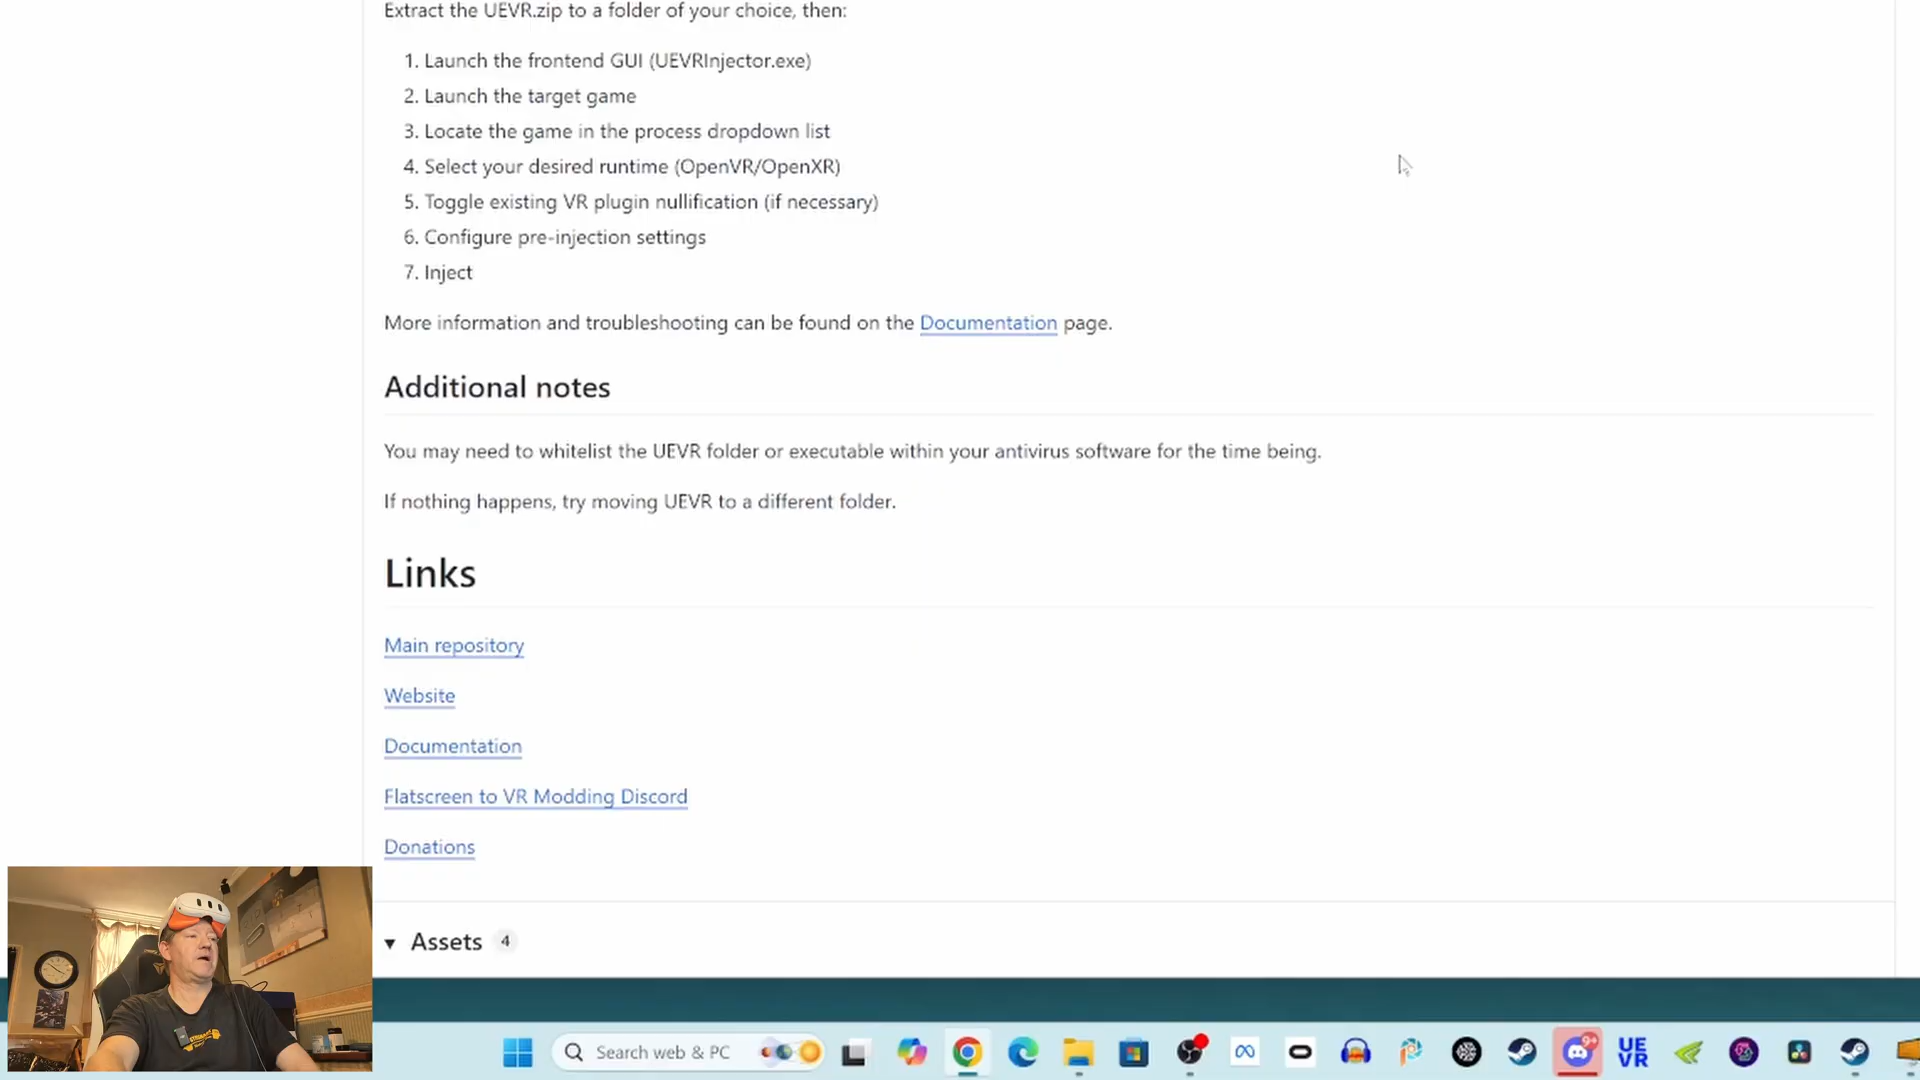 Extract the UEVR.zip to a folder of your choice, then:
1. Launch the frontend GUI (UEVRInjector.exe)
2. Launch the target game
3. Locate the game in the process dropdown list
4. Select your desired runtime (OpenVR/OpenXR)
5. Toggle existing VR plugin nullification (if necessary)
6. Configure pre-injection settings
7. Inject
More information and troubleshooting can be found on the Documentation page.
Additional notes
You may need to whitelist the UEVR folder or executable within your antivirus software for the time being.
If nothing happens, try moving UEVR to a different folder.
Links
Main repository
Website
Documentation
Flatscreen to VR Modding Discord
Donations
Assets 4
Search web & PC
9+
UE
VR